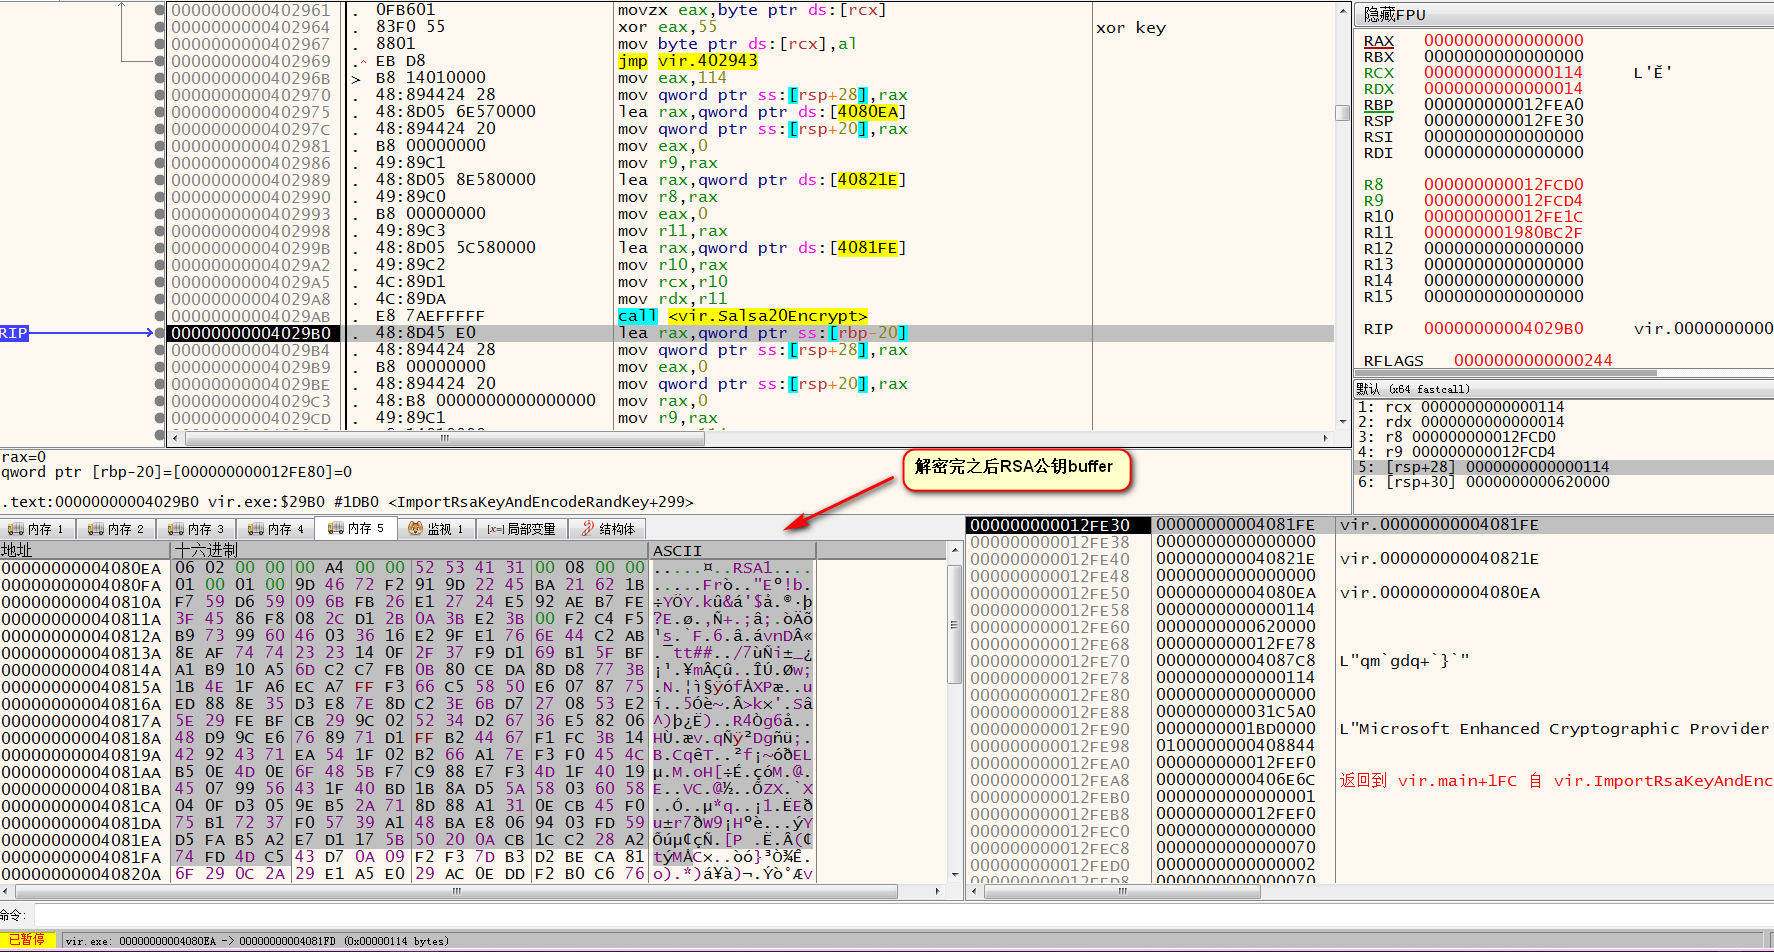 0000000000402961 . 0FB601 movzx eax,byte ptr ds:[rcx]
0000000000402964 . 83F0 55 xor eax,55 xor key
0000000000402967 . 8801 mov byte ptr ds:[rcx],al
0000000000402969 .^ EB D8 jmp vir.402943
000000000040296B > B8 14010000 mov eax,114
0000000000402970 . 48:894424 28 mov qword ptr ss:[rsp+28],rax
0000000000402975 . 48:8D05 6E570000 lea rax,qword ptr ds:[4080EA]
000000000040297C . 48:894424 20 mov qword ptr ss:[rsp+20],rax
0000000000402981 . B8 00000000 mov eax,0
0000000000402986 . 49:89C1 mov r9,rax
0000000000402989 . 48:8D05 8E580000 lea rax,qword ptr ds:[40821E]
0000000000402990 . 49:89C0 mov r8,rax
0000000000402993 . B8 00000000 mov eax,0
0000000000402998 . 49:89C3 mov r11,rax
000000000040299B . 48:8D05 5C580000 lea rax,qword ptr ds:[4081FE]
00000000004029A2 . 49:89C2 mov r10,rax
00000000004029A5 . 4C:89D1 mov rcx,r10
00000000004029A8 . 4C:89DA mov rdx,r11
00000000004029AB . E8 7AEFFFFF call <vir.Salsa20Encrypt>
RIP 00000000004029B0 . 48:8D45 E0 lea rax,qword ptr ss:[rbp-20]
00000000004029B4 . 48:894424 28 mov qword ptr ss:[rsp+28],rax
00000000004029B9 . B8 00000000 mov eax,0
00000000004029BE . 48:894424 20 mov qword ptr ss:[rsp+20],rax
00000000004029C3 . 48:B8 0000000000000000 mov rax,0
00000000004029CD . 49:89C1 mov r9,rax
隐藏FPU
RAX 0000000000000000
RBX 0000000000000000
RCX 0000000000000114 L'Ĕ'
RDX 0000000000000014
RBP 000000000012FEA0
RSP 000000000012FE30
RSI 0000000000000000
RDI 0000000000000000
R8 000000000012FCD0
R9 000000000012FCD4
R10 000000000012FE1C
R11 000000001980BC2F
R12 0000000000000000
R13 0000000000000000
R14 0000000000000000
R15 0000000000000000
RIP 00000000004029B0 vir.0000000000
RFLAGS 0000000000000244
默认 (x64 fastcall)
1: rcx 0000000000000114
2: rdx 0000000000000014
3: r8 000000000012FCD0
4: r9 000000000012FCD4
5: [rsp+28] 0000000000000114
6: [rsp+30] 0000000000620000
rax=0
qword ptr [rbp-20]=[000000000012FE80]=0
.text:00000000004029B0 vir.exe:$29B0 #1DB0 <ImportRsaKeyAndEncodeRandKey+299>
解密完之后RSA公钥buffer
内存 1 内存 2 内存 3 内存 4 内存 5 监视 1 [x=]局部变量 结构体
地址 十六进制 ASCII
00000000004080EA 06 02 00 00 00 A4 00 00 52 53 41 31 00 08 00 00 .....¤..RSA1....
00000000004080FA 01 00 01 00 9D 46 72 F2 91 9D 22 45 BA 21 62 1B .....Frò.."Eº!b.
000000000040810A F7 59 D6 59 09 6B FB 26 E1 27 24 E5 92 AE B7 FE ÷YÖY.kû&á'$å.®·þ
000000000040811A 3F 45 86 F8 08 2C D1 2B 0A 3B E2 3B 00 F2 C4 F5 ?E.ø.,Ñ+.;â;.òÄõ
000000000040812A B9 73 99 60 46 03 36 16 E2 9F E1 76 6E 44 C2 AB ¹s.`F.6.â.ávnDÂ«
000000000040813A 8E AF 74 74 23 23 14 0F 2F 37 F9 D1 69 B1 5F BF .¯tt##../7ùÑi±_¿
000000000040814A A1 B9 10 A5 6D C2 C7 FB 0B 80 CE DA 8D D8 77 3B ¡¹.¥mÂÇû..ÎÚ.Øw;
000000000040815A 1B 4E 1F A6 EC A7 FF F3 66 C5 58 50 E6 07 87 75 .N.¦ì§ÿófÅXPæ..u
000000000040816A ED 88 8E 35 D3 E8 7E 8D C2 3E 6B D7 27 08 53 E2 í..5Óè~.Â>k×'.Sâ
000000000040817A 5E 29 FE BF CB 29 9C 02 52 34 D2 67 36 E5 82 06 ^)þ¿Ë)..R4Òg6å..
000000000040818A 48 D9 9C E6 76 89 71 D1 FF B2 44 67 F1 FC 3B 14 HÙ.æv.qÑÿ²Dgñü;.
000000000040819A 42 92 43 71 EA 54 1F 02 B2 66 A1 7E F3 F0 45 4C B.CqêT..²f¡~óðEL
00000000004081AA B5 0E 4D 0E 6F 48 5B F7 C9 88 E7 F3 4D 1F 40 19 µ.M.oH[÷É.çóM.@.
00000000004081BA 45 07 99 56 43 1F 40 BD 1B 8A D5 5A 58 03 60 58 E..VC.@½..ÕZX.`X
00000000004081CA 04 0F D3 05 9E B5 2A 71 8D 88 A1 31 0E CB 45 F0 ..Ó..µ*q..¡1.ËEð
00000000004081DA 75 B1 72 37 F0 57 39 A1 48 BA E8 06 94 03 FD 59 u±r7ðW9¡Hºè...ýY
00000000004081EA D5 FA B5 A2 E7 D1 17 5B 50 20 0A CB 1C C2 28 A2 Õúµ¢çÑ.[P .Ë.Â(¢
00000000004081FA 74 FD 4D C5 43 D7 0A 09 F2 F3 7D B3 D2 BE CA 81 týMÅC×..òó}³Ò¾Ê.
000000000040820A 6F 29 0C 2A 29 E1 A5 E0 29 AC 0E DD F2 B0 C6 76 o).*)á¥à)¬.Ýò°Æv
000000000012FE30 00000000004081FE vir.00000000004081FE
000000000012FE38 0000000000000000
000000000012FE40 000000000040821E vir.000000000040821E
000000000012FE48 0000000000000000
000000000012FE50 00000000004080EA vir.00000000004080EA
000000000012FE58 0000000000000114
000000000012FE60 0000000000620000
000000000012FE68 000000000012FE78
000000000012FE70 00000000004087C8 L"qm`gdq+`}`"
000000000012FE78 0000000000000114
000000000012FE80 0000000000000000
000000000012FE88 000000000031C5A0
000000000012FE90 000000001BD0000 L"Microsoft Enhanced Cryptographic Provider
000000000012FE98 0100000000408844
000000000012FEA0 000000000012FEF0
000000000012FEA8 0000000000406E6C 返回到 vir.main+1FC 自 vir.ImportRsaKeyAndEnc
000000000012FEB0 0000000000000001
000000000012FEB8 000000000012FEF0
000000000012FEC0 0000000000000000
000000000012FEC8 0000000000000070
000000000012FED0 0000000000000002
000000000012FED8 0000000000000070
命令:
已暂停 vir.exe: 00000000004080EA -> 00000000004081FD (0x00000114 bytes)